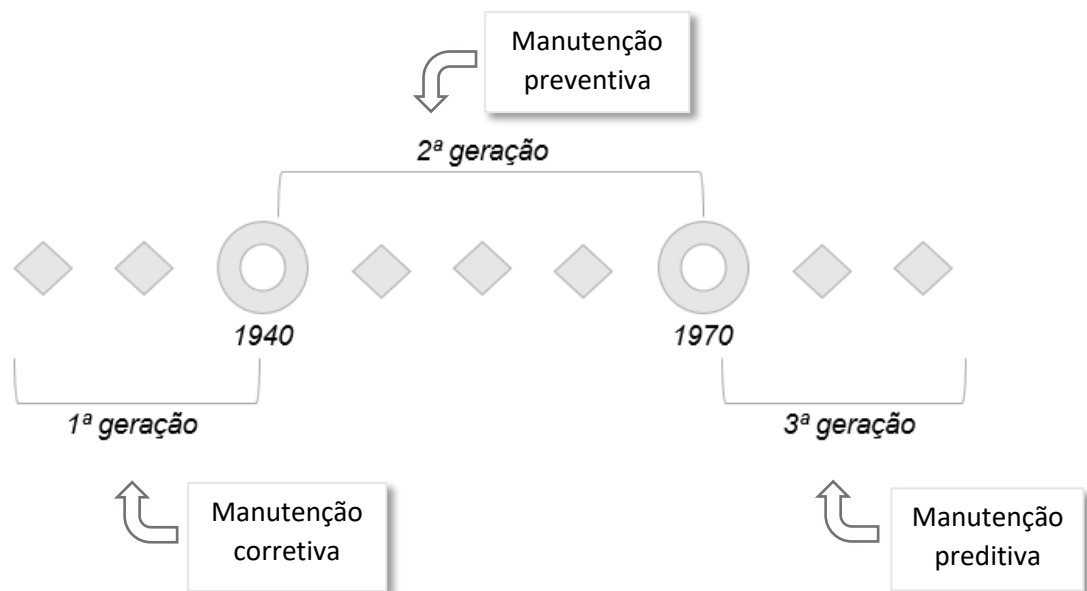 Manutenção
preventiva
2ª geração
1940
1970
1ª geração
3ª geração
Manutenção
corretiva
Manutenção
preditiva